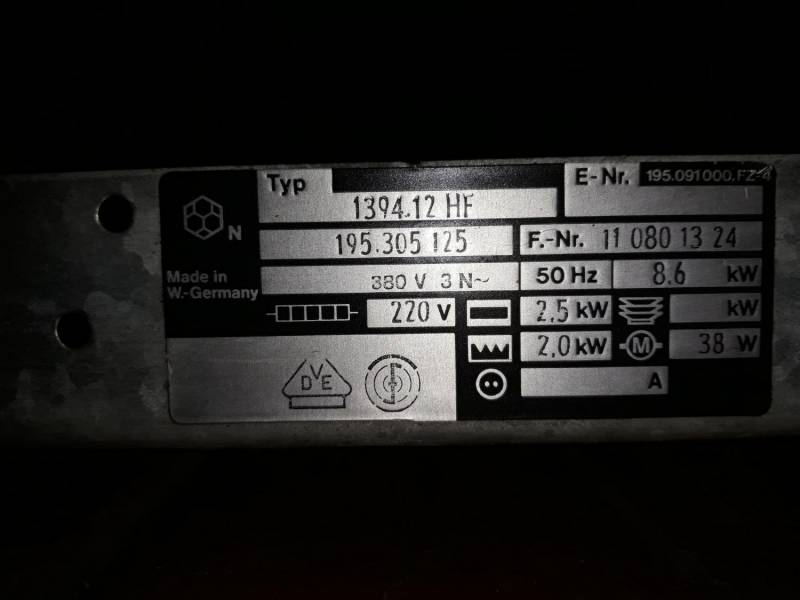 Typ 1394.12 HF
E-Nr. 195.091000.FZ-4
N
195.305 125
F.-Nr. 11 080 13 24
Made in
W.-Germany
380 V 3 N~
50 Hz
8.6 kW
220 V
2.5 kW
kW
2.0 kW
M
38 W
A
VDE